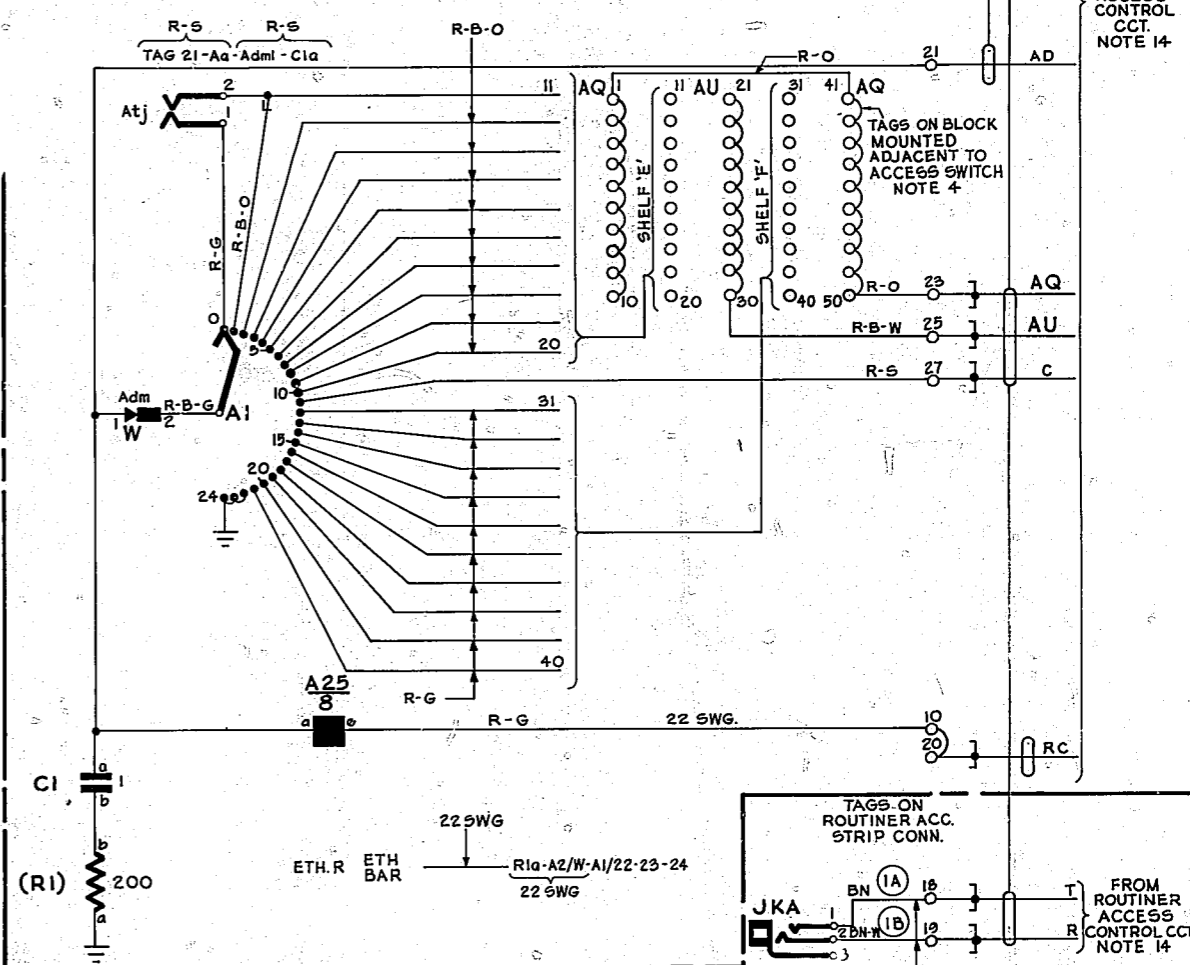 ACCESS
CONTROL
CCT.
NOTE 14
R-S R-S
TAG 21-Aa-Adm1-C1a
R-B-O
R-O
21 AD
Atj
2
1
11
AQ 1
11
AU 21
31
41 AQ
TAGS ON BLOCK
MOUNTED
ADJACENT TO
ACCESS SWITCH
NOTE 4
SHELF 'E'
SHELF 'F'
R-G
R-B-O
10
20
30
40
50
R-O 23 AQ
R-B-W 25 AU
R-S 27 C
0
5
10
15
20
24
20
31
40
Adm
1 W 2
R-B-G
A1
R-G
A25
8
a e
R-G 22 SWG.
10
20
RC
C1
a
1
b
(R1)
b
200
a
22SWG
ETH.R
ETH
BAR
R1a-A2/W-A1/22-23-24
22 SWG
TAGS ON
ROUTINER ACC.
STRIP CONN.
JKA
1
2
3
BN 1A 18 T
BN-W 1B 19 R
FROM
ROUTINER
ACCESS
CONTROL CCT
NOTE 14